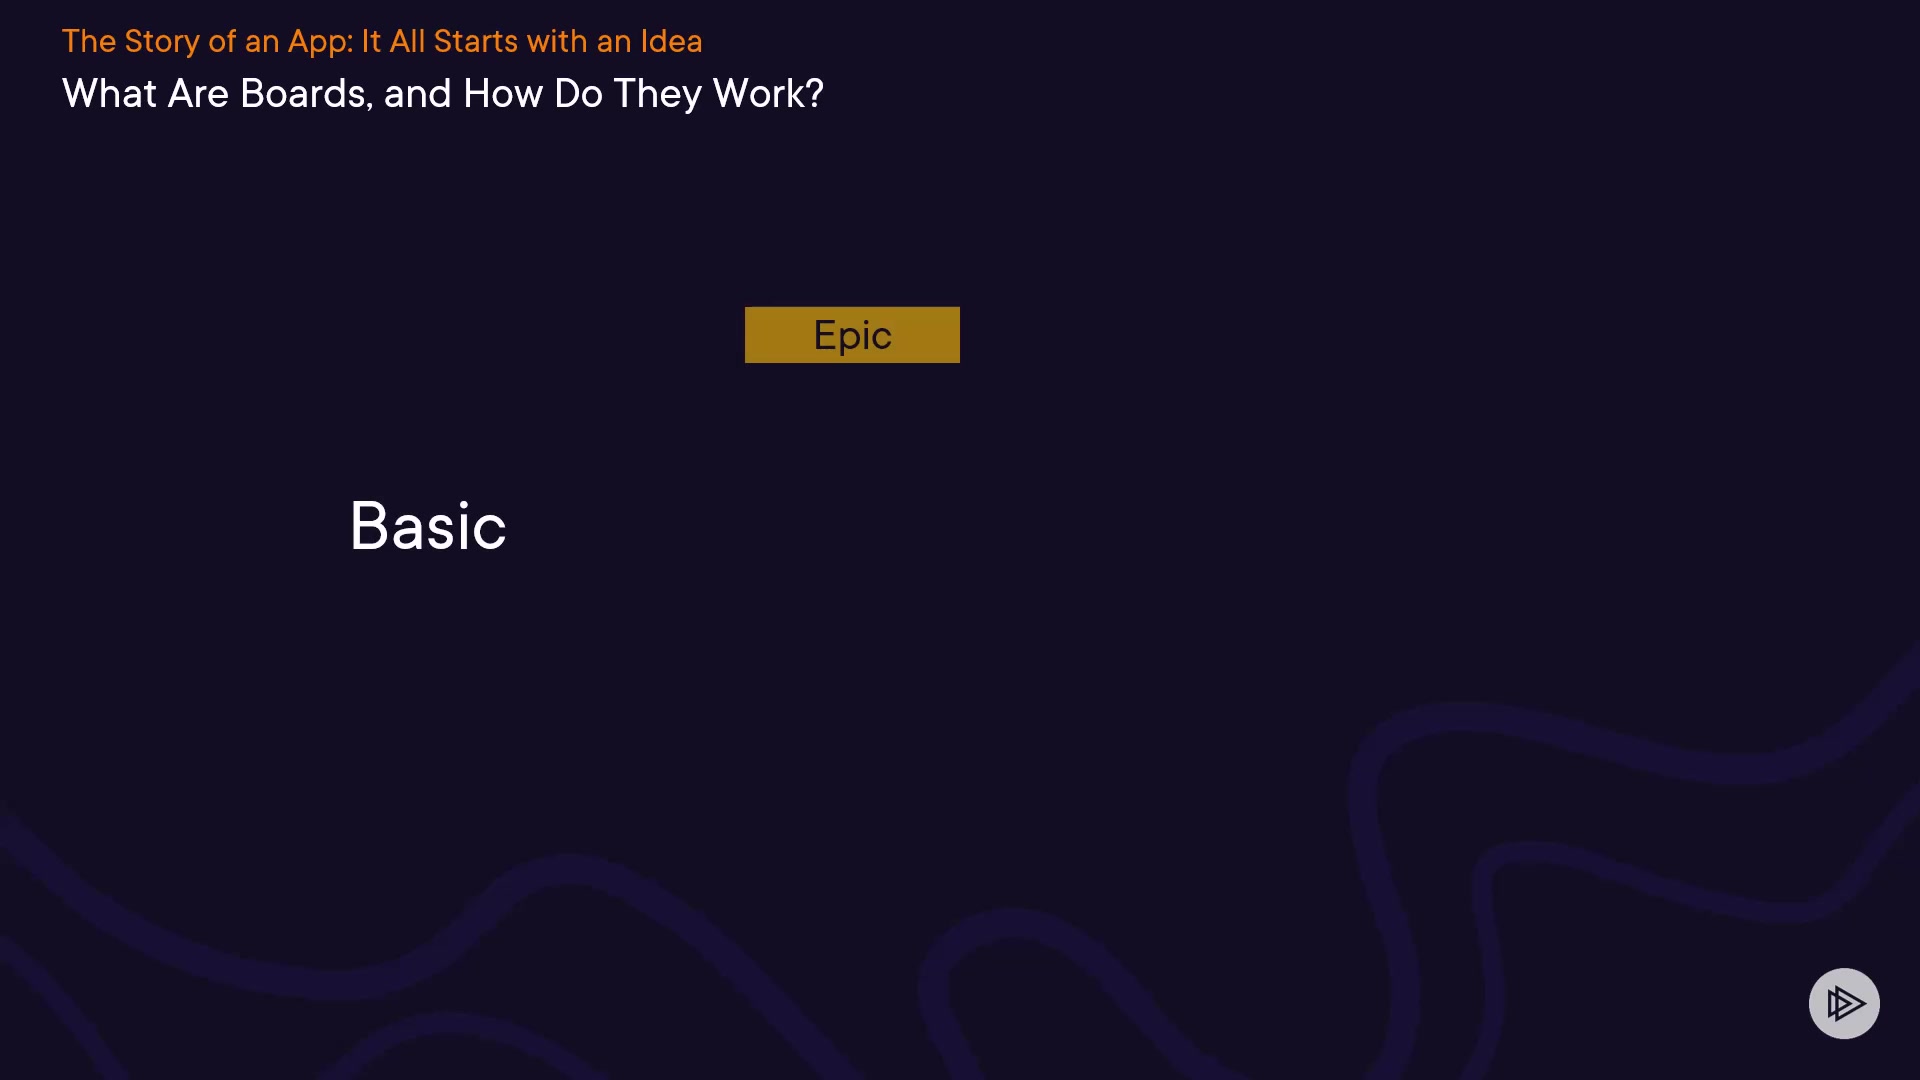 The Story of an App: It All Starts with an Idea
What Are Boards, and How Do They Work?
Epic
Basic